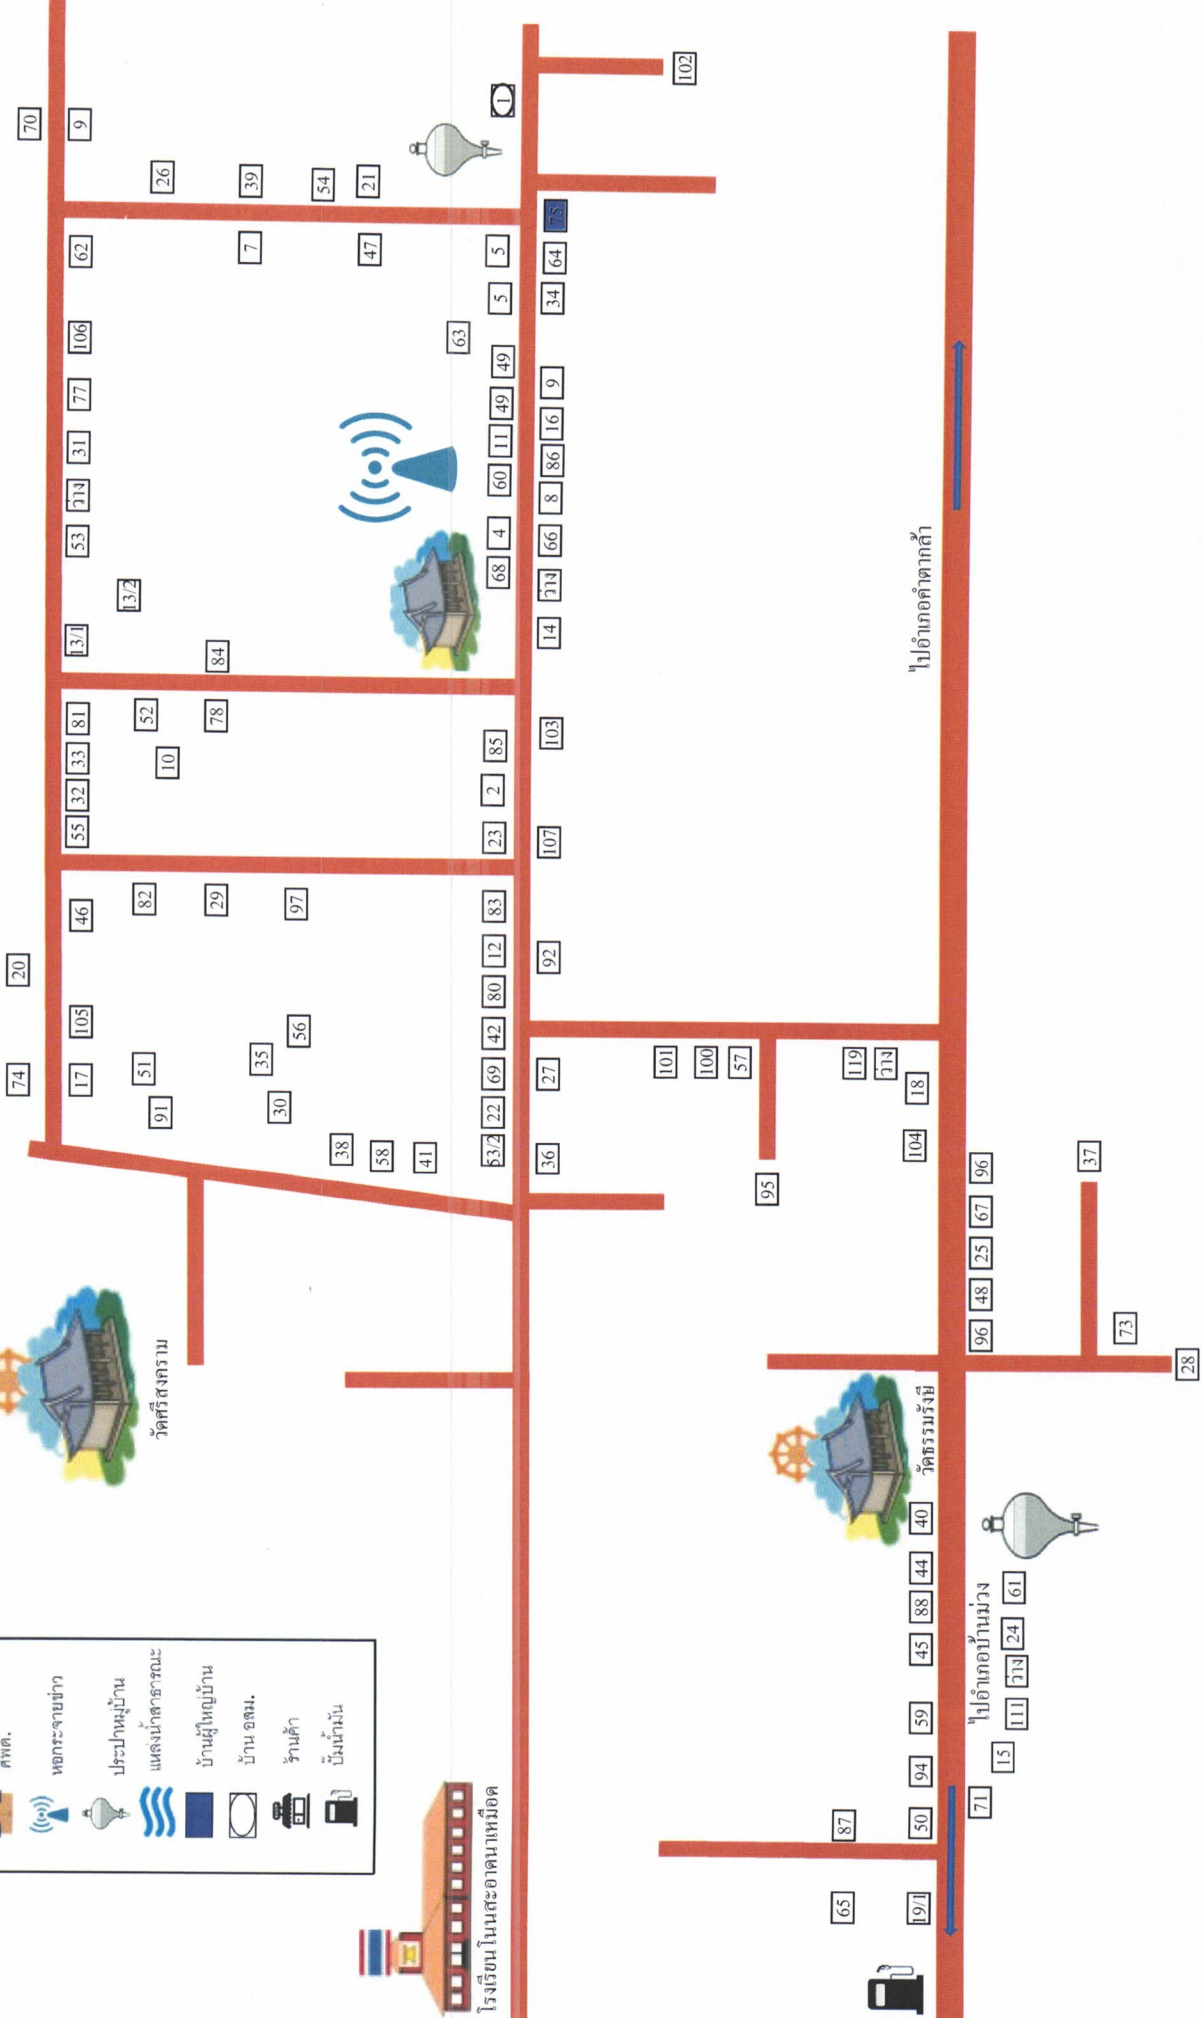 ศพด.
หอกระจายข่าว
ประปาหมู่บ้าน
แหล่งน้ำสาธารณะ
บ้านผู้ใหญ่บ้าน
บ้าน อสม.
ร้านค้า
ปั๊มน้ำมัน
74 20 70
17 105 46 55 32 33 81 13/1 53 ว่าง 31 77 106 62 9
13/2
51 82 52
91 10 26
วัดศรีสงคราม
29 78 84
35 7 39
30 56 97
54
38
58 47 21
41
63
53/2 22 69 42 80 12 83 23 2 85 68 4 60 11 49 49 5 5 1
โรงเรียนโนนสะอาดนาเหมือด
36 27 92 107 103 14 ว่าง 66 8 86 16 9 34 64 75
101 102
100
57
95
65 87 119
ว่าง
19/1 50 94 59 45 88 44 40 104 18
วัดธรรมรังษี
ไปอำเภอคำตากล้า
71 96 48 25 67 96
ไปอำเภอบ้านม่วง
15 111 ว่าง 24 61
37
73
28